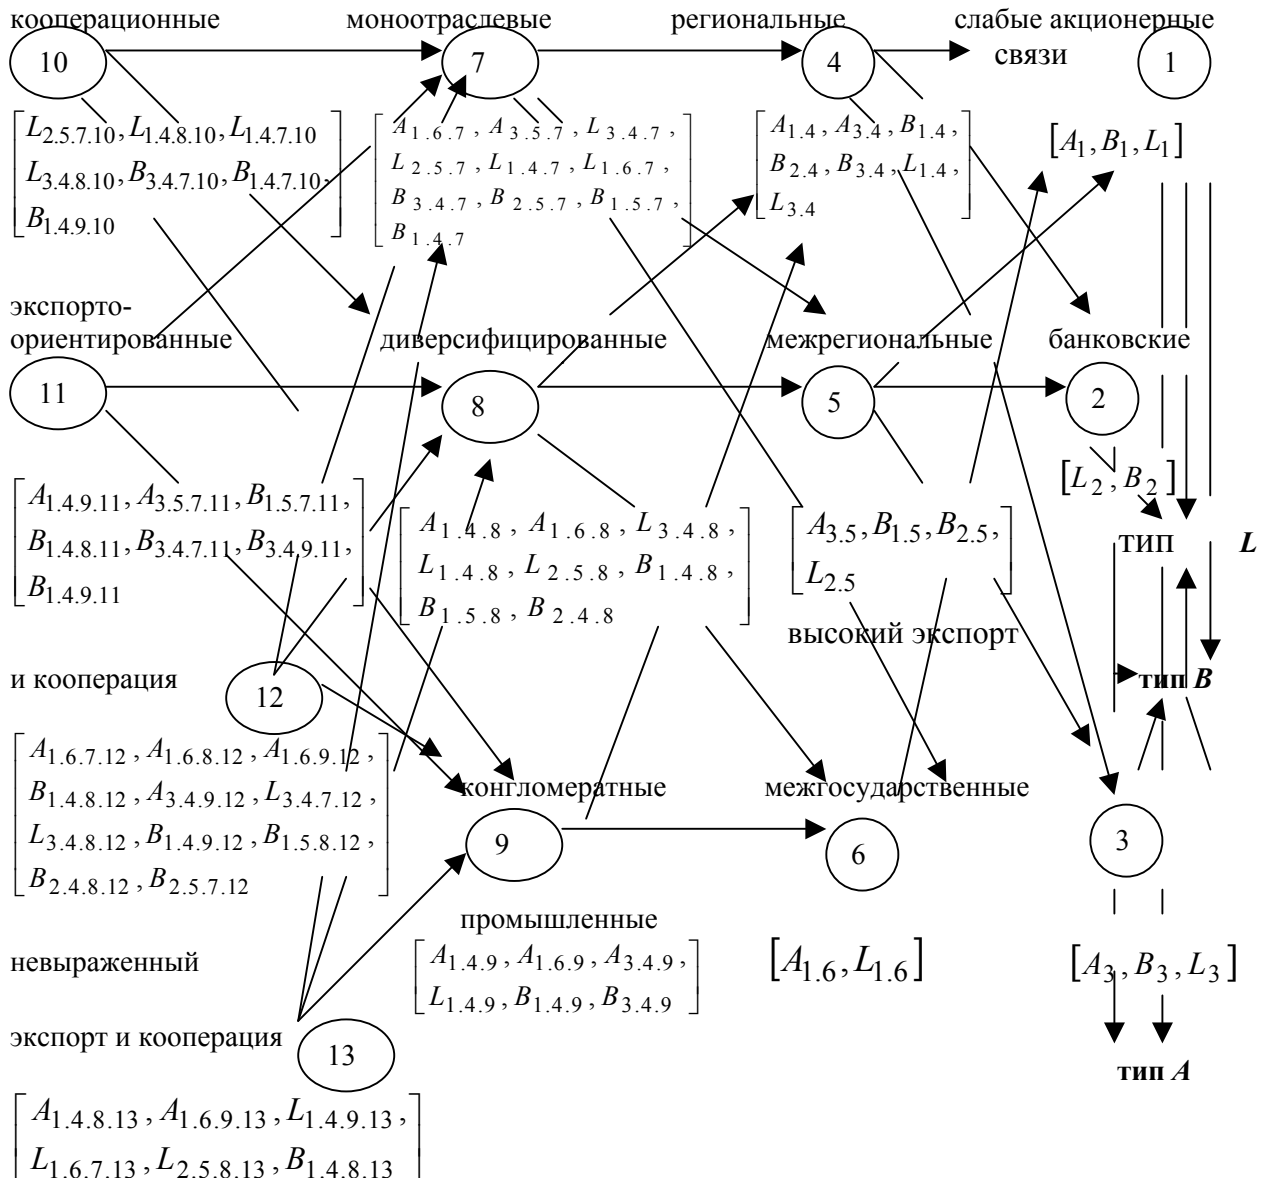 кооперационные моноотраслевые региональные слабые акционерные
связи
10 7 4 1
L2.5.7.10, L1.4.8.10, L1.4.7.10
L3.4.8.10, B3.4.7.10, B1.4.7.10,
B1.4.9.10
A1.6.7, A3.5.7, L3.4.7,
L2.5.7, L1.4.7, L1.6.7,
B3.4.7, B2.5.7, B1.5.7,
B1.4.7
A1.4, A3.4, B1.4,
B2.4, B3.4, L1.4,
L3.4
[A1, B1, L1]
экспорто-
ориентированные диверсифицированные межрегиональные банковские
11 8 5 2
A1.4.9.11, A3.5.7.11, B1.5.7.11,
B1.4.8.11, B3.4.7.11, B3.4.9.11,
B1.4.9.11
A1.4.8, A1.6.8, L3.4.8,
L1.4.8, L2.5.8, B1.4.8,
B1.5.8, B2.4.8
A3.5, B1.5, B2.5,
L2.5
[L2, B2]
тип L
высокий экспорт
и кооперация
12
тип B
A1.6.7.12, A1.6.8.12, A1.6.9.12,
B1.4.8.12, A3.4.9.12, L3.4.7.12,
L3.4.8.12, B1.4.9.12, B1.5.8.12,
B2.4.8.12, B2.5.7.12
конгломератные межгосударственные
9 6 3
промышленные
A1.4.9, A1.6.9, A3.4.9,
L1.4.9, B1.4.9, B3.4.9
[A1.6, L1.6]
[A3, B3, L3]
невыраженный
экспорт и кооперация
13
тип A
A1.4.8.13, A1.6.9.13, L1.4.9.13,
L1.6.7.13, L2.5.8.13, B1.4.8.13